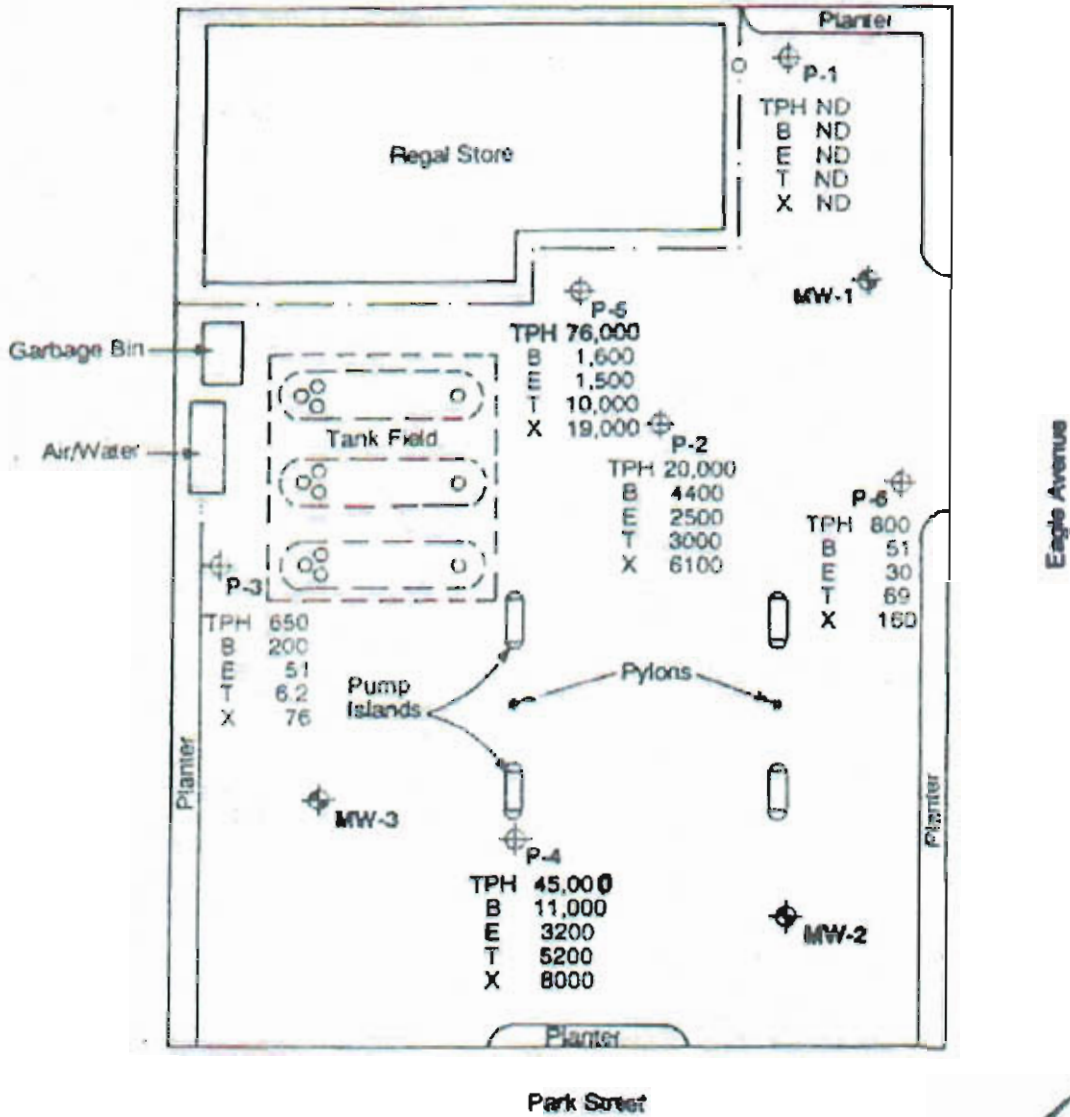 Planter
P-1
TPH ND
B ND
E ND
T ND
X ND
Regal Store
MW-1
P-5
TPH 76,000
B 1,600
E 1,500
T 10,000
X 19,000
Garbage Bin
Air/Water
Tank Field
P-2
TPH 20,000
B 4400
E 2500
T 3000
X 6100
P-6
TPH 800
B 51
E 30
T 69
X 160
Eagle Avenue
P-3
TPH 650
B 200
E 51
T 6.2
X 76
Pump
Islands
Pylons
Planter
MW-3
Planter
P-4
TPH 45,000
B 11,000
E 3200
T 5200
X 8000
MW-2
Planter
Park Street